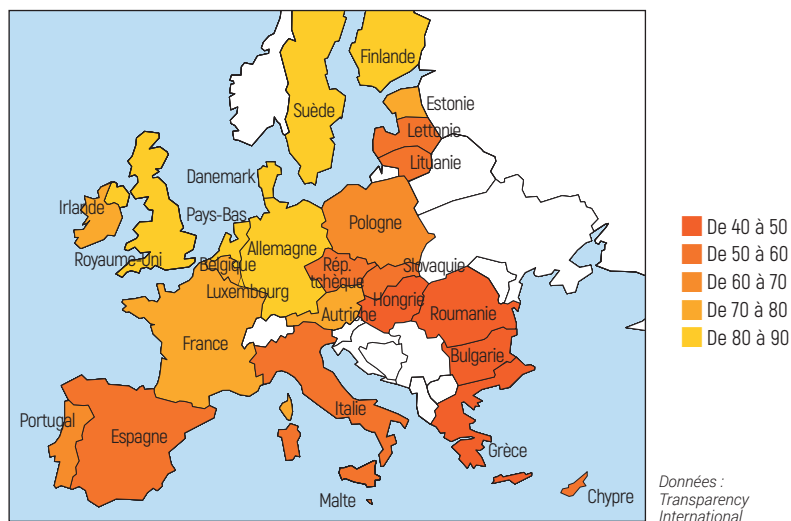 Finlande
Suède
Estonie
Lettonie
Lituanie
Danemark
Irlande
Pays-Bas
Pologne
Royaume-Uni
Allemagne
Belgique
Rép.
tchèque
Slovaquie
Luxembourg
Hongrie
Autriche
Roumanie
France
Bulgarie
Portugal
Espagne
Italie
Grèce
Malte
Chypre
De 40 à 50
De 50 à 60
De 60 à 70
De 70 à 80
De 80 à 90
Données :
Transparency
International